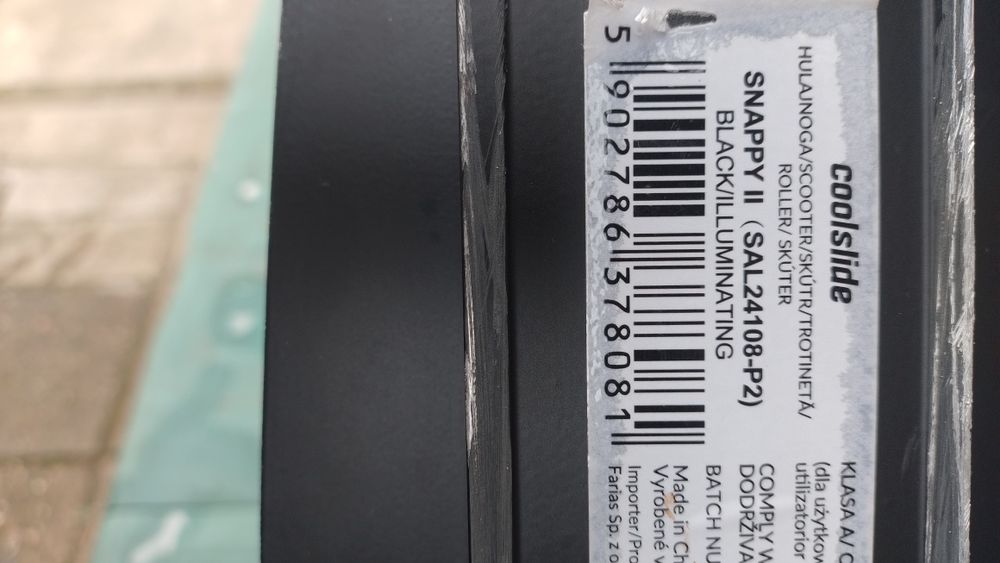 coolslide
HULAJNOGA/SCOOTER/SKÚTR/TROTINETĂ/
ROLLER/ SKÚTER
SNAPPY II (SAL24108-P2)
BLACK/ILLUMINATING
5 902786 378081
KLASA A/ C
(dla użytkow
utilizatorior
COMPLY W
DODRŽIVA
BATCH NU
Made in Ch
Vyrobené v
Importer/Pro
Farias Sp. z o